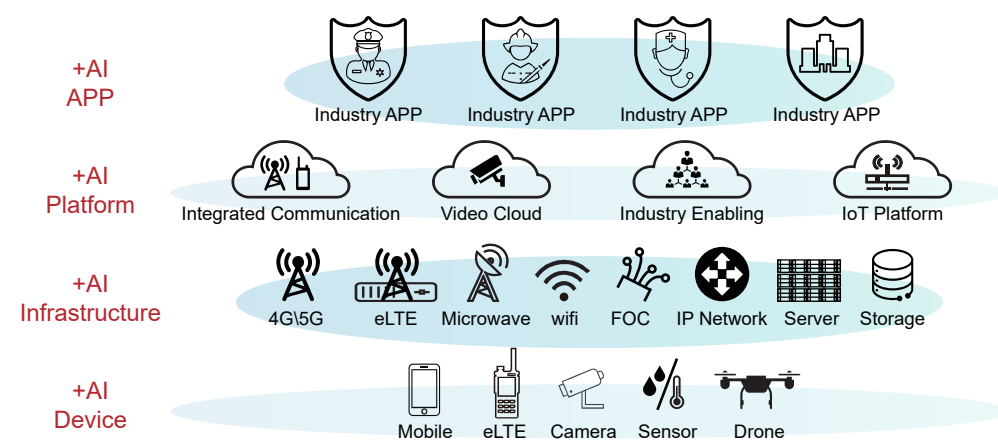 +AI
APP
Industry APP Industry APP Industry APP Industry APP
+AI
Platform
Integrated Communication Video Cloud Industry Enabling IoT Platform
+AI
Infrastructure
4G\5G eLTE Microwave wifi FOC IP Network Server Storage
+AI
Device
Mobile eLTE Camera Sensor Drone